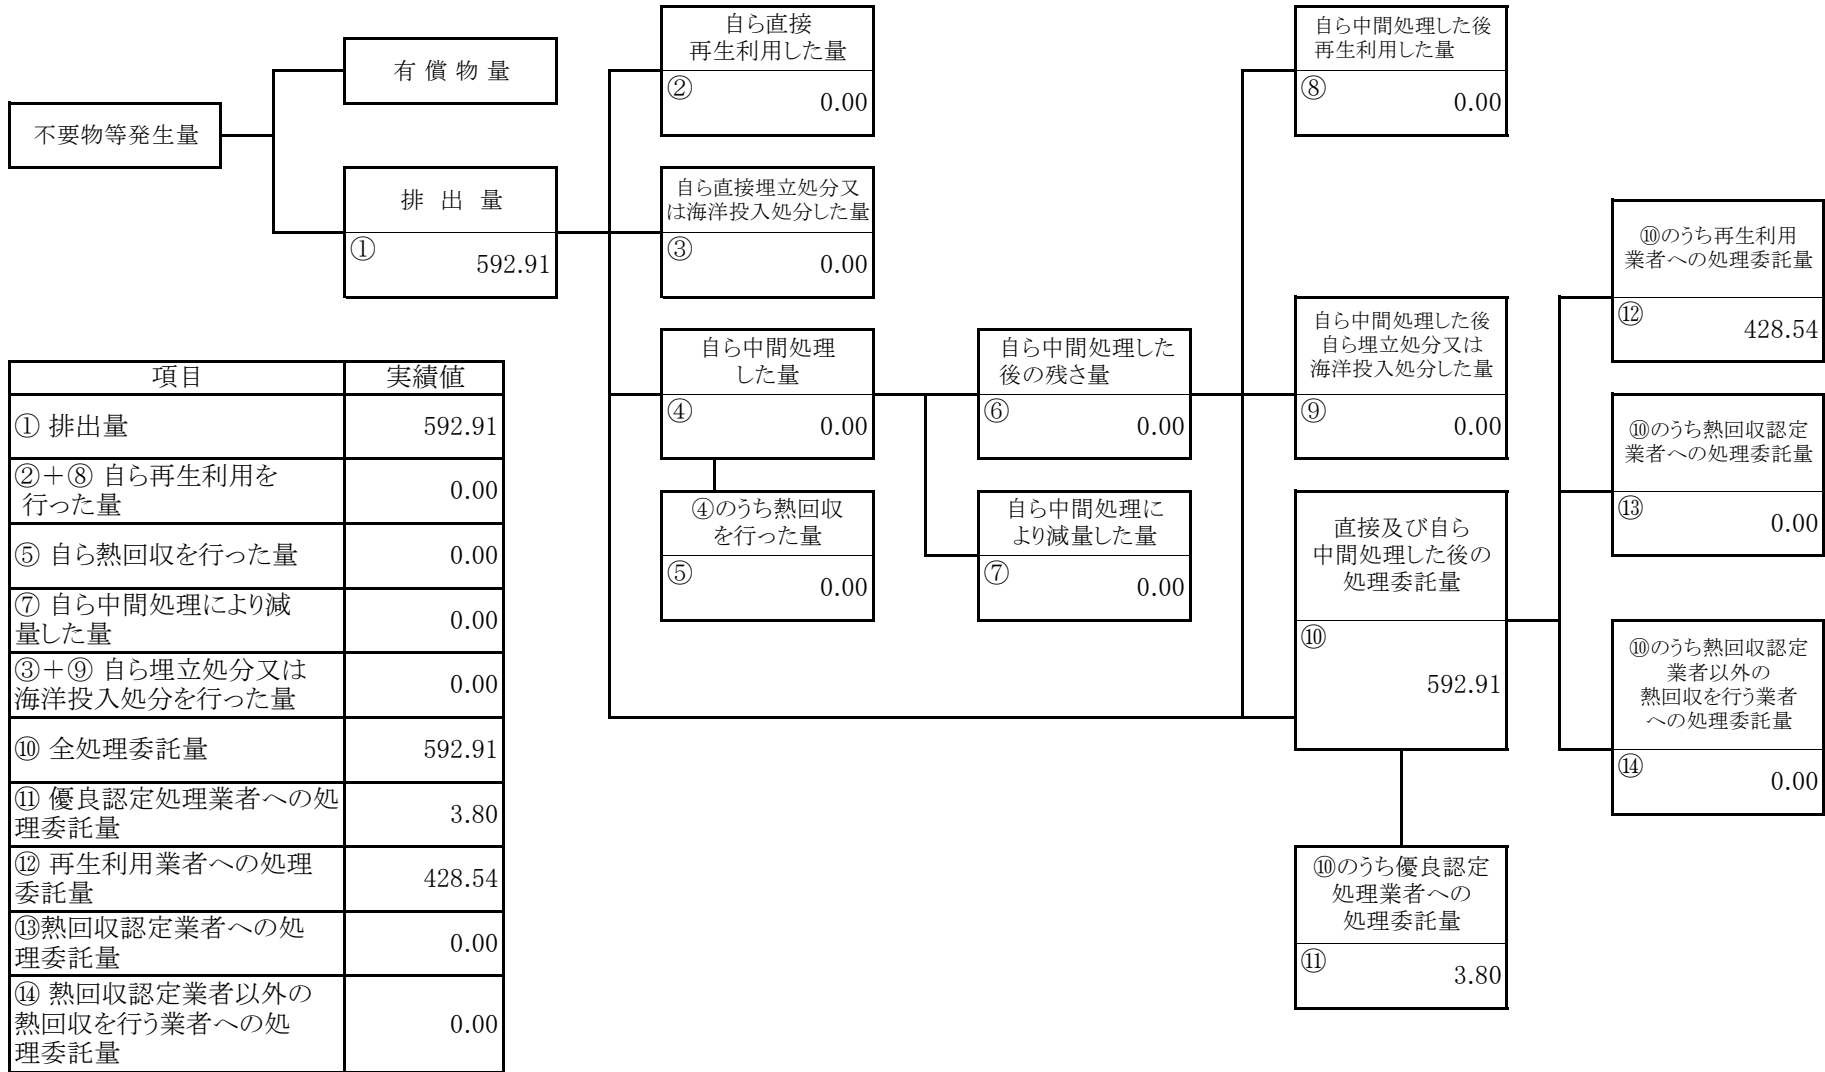 不要物等発生量
有 償 物 量
排 出 量
①
592.91
自ら直接
再生利用した量
②
0.00
自ら直接埋立処分又
は海洋投入処分した量
③
0.00
自ら中間処理
した量
④
0.00
④のうち熱回収
を行った量
⑤
0.00
自ら中間処理した
後の残さ量
⑥
0.00
自ら中間処理に
より減量した量
⑦
0.00
自ら中間処理した後
再生利用した量
⑧
0.00
自ら中間処理した後
自ら埋立処分又は
海洋投入処分した量
⑨
0.00
直接及び自ら
中間処理した後の
処理委託量
⑩
592.91
⑩のうち優良認定
処理業者への
処理委託量
⑪
3.80
⑩のうち再生利用
業者への処理委託量
⑫
428.54
⑩のうち熱回収認定
業者への処理委託量
⑬
0.00
⑩のうち熱回収認定
業者以外の
熱回収を行う業者
への処理委託量
⑭
0.00
項目 実績値
① 排出量 592.91
②＋⑧ 自ら再生利用を
行った量 0.00
⑤ 自ら熱回収を行った量 0.00
⑦ 自ら中間処理により減
量した量 0.00
③＋⑨ 自ら埋立処分又は
海洋投入処分を行った量 0.00
⑩ 全処理委託量 592.91
⑪ 優良認定処理業者への処
理委託量 3.80
⑫ 再生利用業者への処理
委託量 428.54
⑬熱回収認定業者への処
理委託量 0.00
⑭ 熱回収認定業者以外の
熱回収を行う業者への処
理委託量 0.00